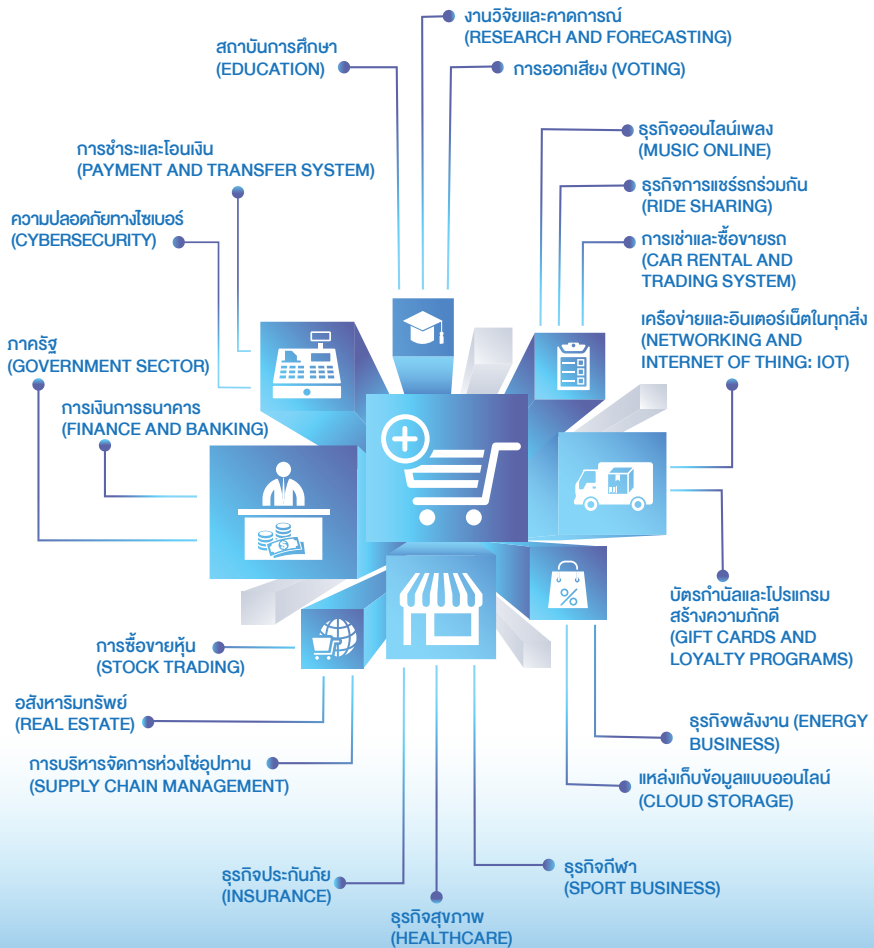 งานวิจัยและคาดการณ์
(RESEARCH AND FORECASTING)
สถาบันการศึกษา
(EDUCATION)
การออกเสียง (VOTING)
ธุรกิจออนไลน์เพลง
(MUSIC ONLINE)
การชำระและโอนเงิน
(PAYMENT AND TRANSFER SYSTEM)
ธุรกิจการแชร์รถร่วมกัน
(RIDE SHARING)
ความปลอดภัยทางไซเบอร์
(CYBERSECURITY)
การเช่าและซื้อขายรถ
(CAR RENTAL AND
TRADING SYSTEM)
เครือข่ายและอินเตอร์เน็ตในทุกสิ่ง
(NETWORKING AND
INTERNET OF THING: IOT)
ภาครัฐ
(GOVERNMENT SECTOR)
การเงินการธนาคาร
(FINANCE AND BANKING)
%
บัตรกำนัลและโปรแกรม
สร้างความภักดี
(GIFT CARDS AND
LOYALTY PROGRAMS)
การซื้อขายหุ้น
(STOCK TRADING)
อสังหาริมทรัพย์
(REAL ESTATE)
ธุรกิจพลังงาน (ENERGY
BUSINESS)
การบริหารจัดการห่วงโซ่อุปทาน
(SUPPLY CHAIN MANAGEMENT)
แหล่งเก็บข้อมูลแบบออนไลน์
(CLOUD STORAGE)
ธุรกิจประกันภัย
(INSURANCE)
ธุรกิจกีฬา
(SPORT BUSINESS)
ธุรกิจสุขภาพ
(HEALTHCARE)